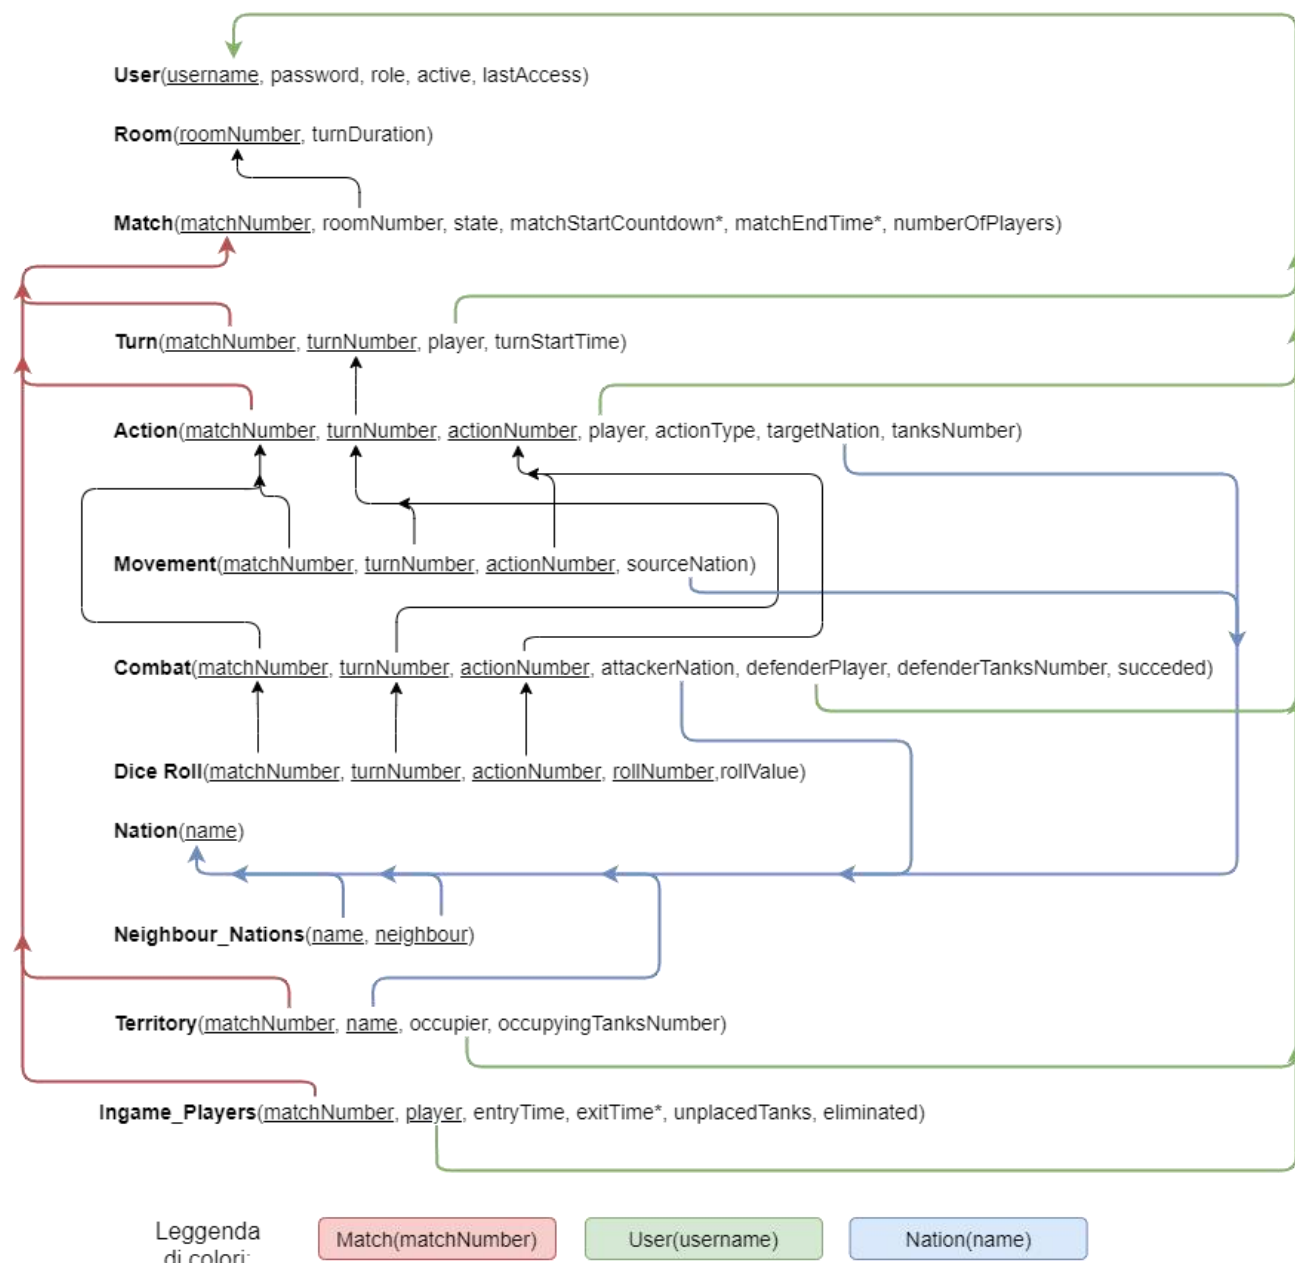 User(username, password, role, active, lastAccess)
Room(roomNumber, turnDuration)
Match(matchNumber, roomNumber, state, matchStartCountdown*, matchEndTime*, numberOfPlayers)
Turn(matchNumber, turnNumber, player, turnStartTime)
Action(matchNumber, turnNumber, actionNumber, player, actionType, targetNation, tanksNumber)
Movement(matchNumber, turnNumber, actionNumber, sourceNation)
Combat(matchNumber, turnNumber, actionNumber, attackerNation, defenderPlayer, defenderTanksNumber, succeded)
Dice Roll(matchNumber, turnNumber, actionNumber, rollNumber,rollValue)
Nation(name)
Neighbour_Nations(name, neighbour)
Territory(matchNumber, name, occupier, occupyingTanksNumber)
Ingame_Players(matchNumber, player, entryTime, exitTime*, unplacedTanks, eliminated)
Leggenda
di colori:
Match(matchNumber)
User(username)
Nation(name)